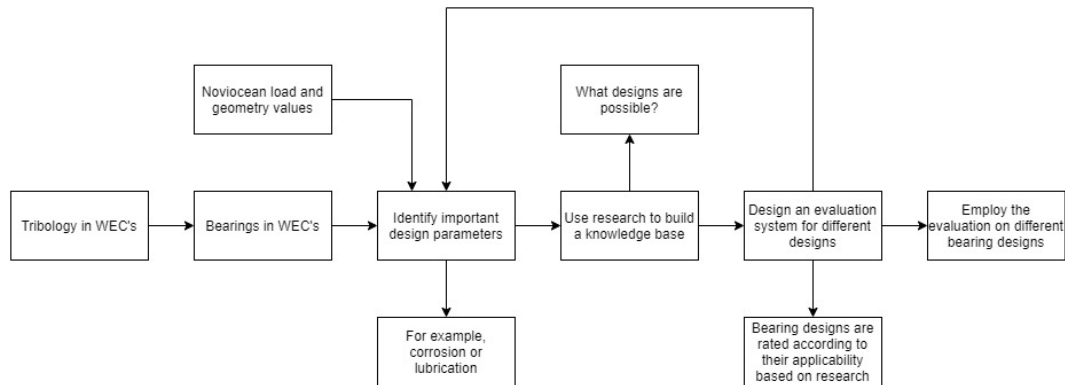 Noviocean load and
geometry values
What designs are
possible?
Tribology in WEC's
Bearings in WEC's
Identify important
design parameters
Use research to build
a knowledge base
Design an evaluation
system for different
designs
Employ the
evaluation on different
bearing designs
For example,
corrosion or
lubrication
Bearing designs are
rated according to
their applicability
based on research